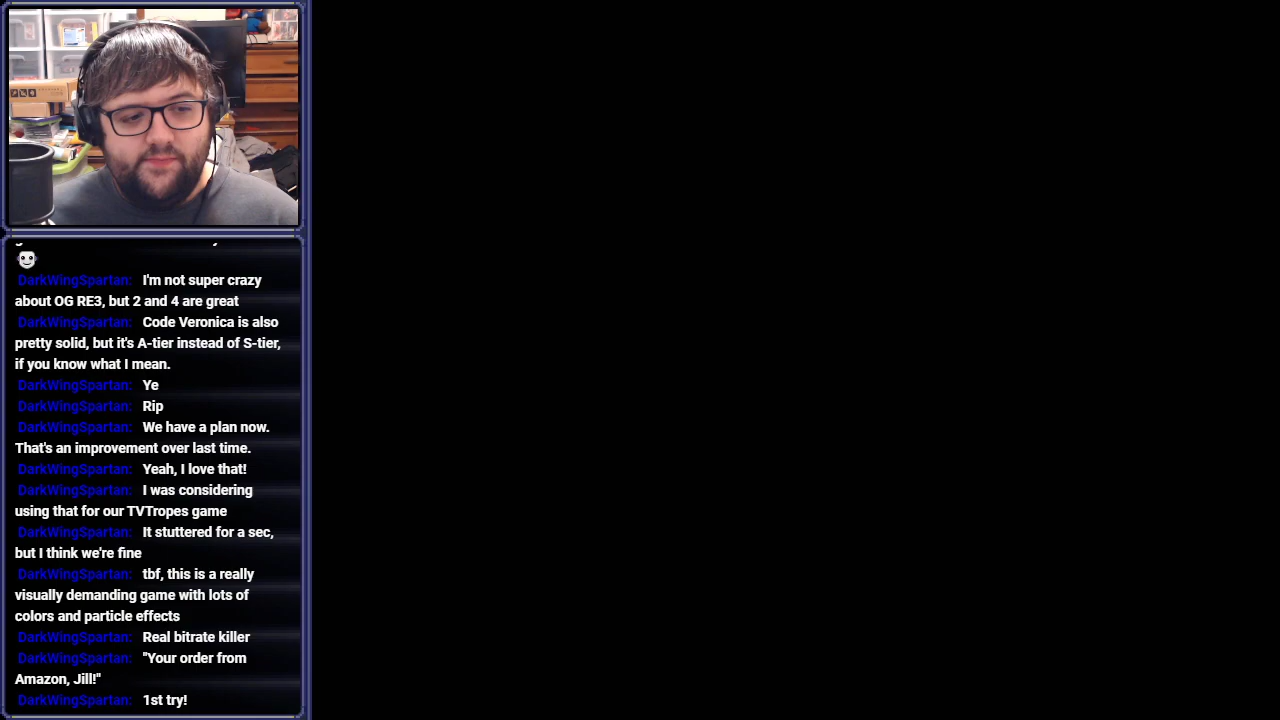 DarkWingSpartan: I'm not super crazy
about OG RE3, but 2 and 4 are great
DarkWingSpartan: Code Veronica is also
pretty solid, but it's A-tier instead of S-tier,
if you know what I mean.
DarkWingSpartan: Ye
DarkWingSpartan: Rip
DarkWingSpartan: We have a plan now.
That's an improvement over last time.
DarkWingSpartan: Yeah, I love that!
DarkWingSpartan: I was considering
using that for our TVTropes game
DarkWingSpartan: It stuttered for a sec,
but I think we're fine
DarkWingSpartan: tbf, this is a really
visually demanding game with lots of
colors and particle effects
DarkWingSpartan: Real bitrate killer
DarkWingSpartan: "Your order from
Amazon, Jill!"
DarkWingSpartan: 1st try!